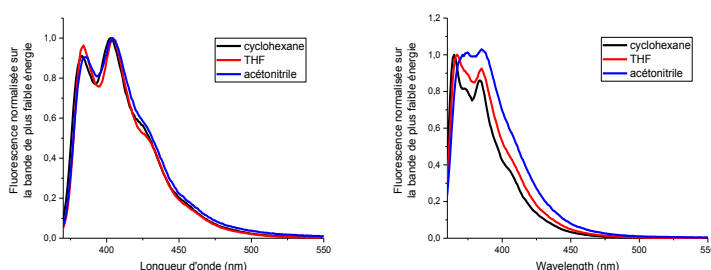 Fluorescence normalisée sur
la bande de plus faible énergie
1,0
0,8
0,6
0,4
0,2
0,0
cyclohexane
THF
acétonitrile
400
450
500
550
Longueur d'onde (nm)
Fluorescence normalisée sur
la bande de plus faible énergie
1,2
1,0
0,8
0,6
0,4
0,2
0,0
cyclohexane
THF
acétonitrile
400
450
500
Wavelength (nm)